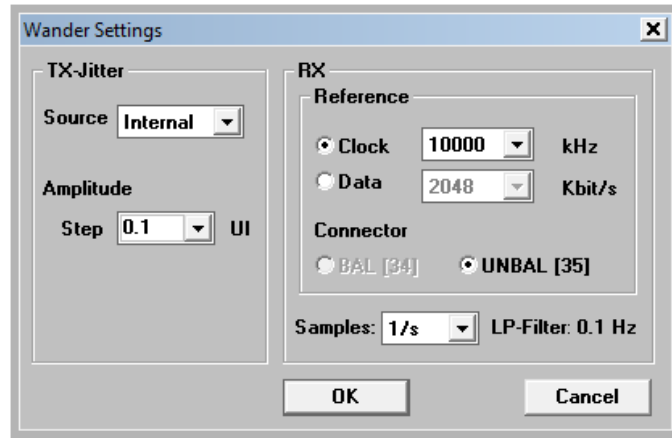 Wander Settings
TX-Jitter
Source Internal
Amplitude
Step 0.1 UI
RX
Reference
Clock 10000 kHz
Data 2048 Kbit/s
Connector
BAL [34] UNBAL [35]
Samples: 1/s LP-Filter: 0.1 Hz
OK Cancel